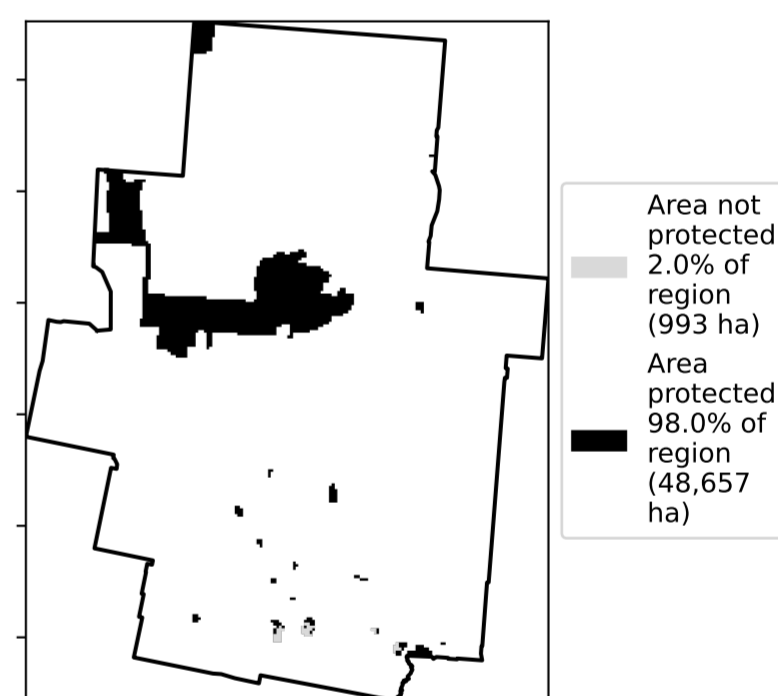 Area not
protected
2.0% of
region
(993 ha)
Area
protected
98.0% of
region
(48,657
ha)